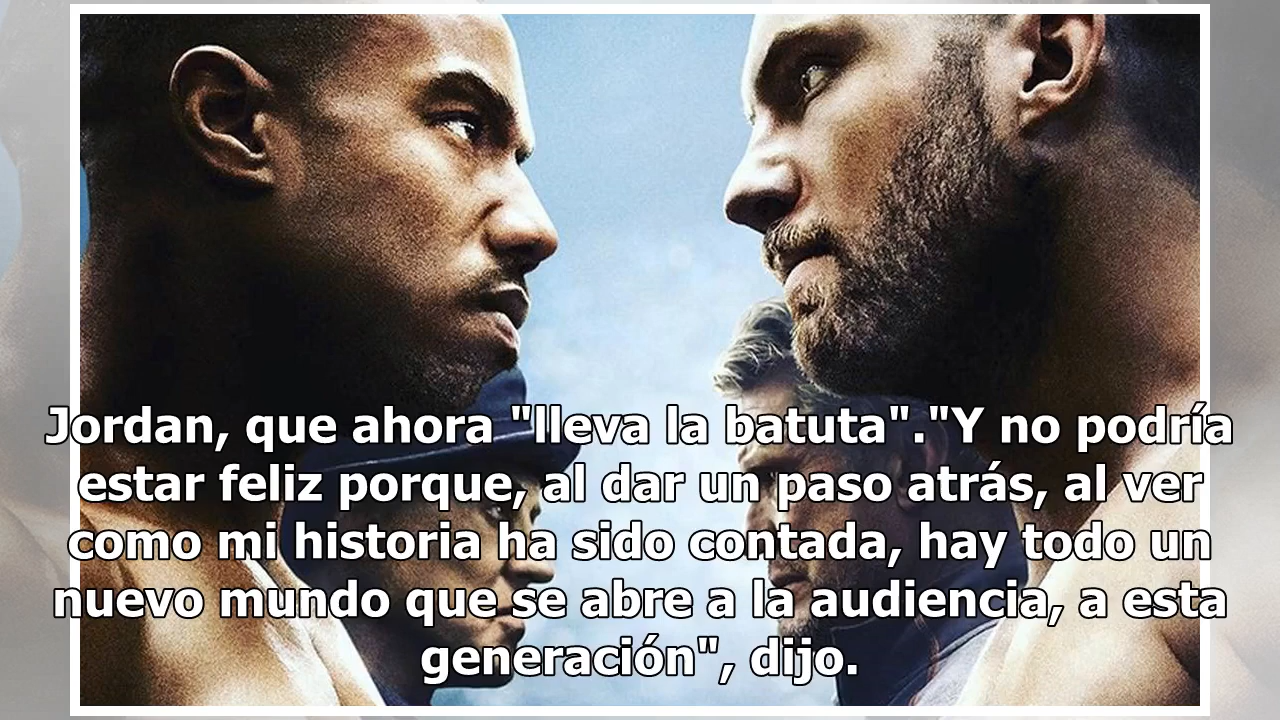 Jordan, que ahora "lleva la batuta"."Y no podría
estar feliz porque, al dar un paso atrás, al ver
como mi historia ha sido contada, hay todo un
nuevo mundo que se abre a la audiencia, a esta
generación", dijo.